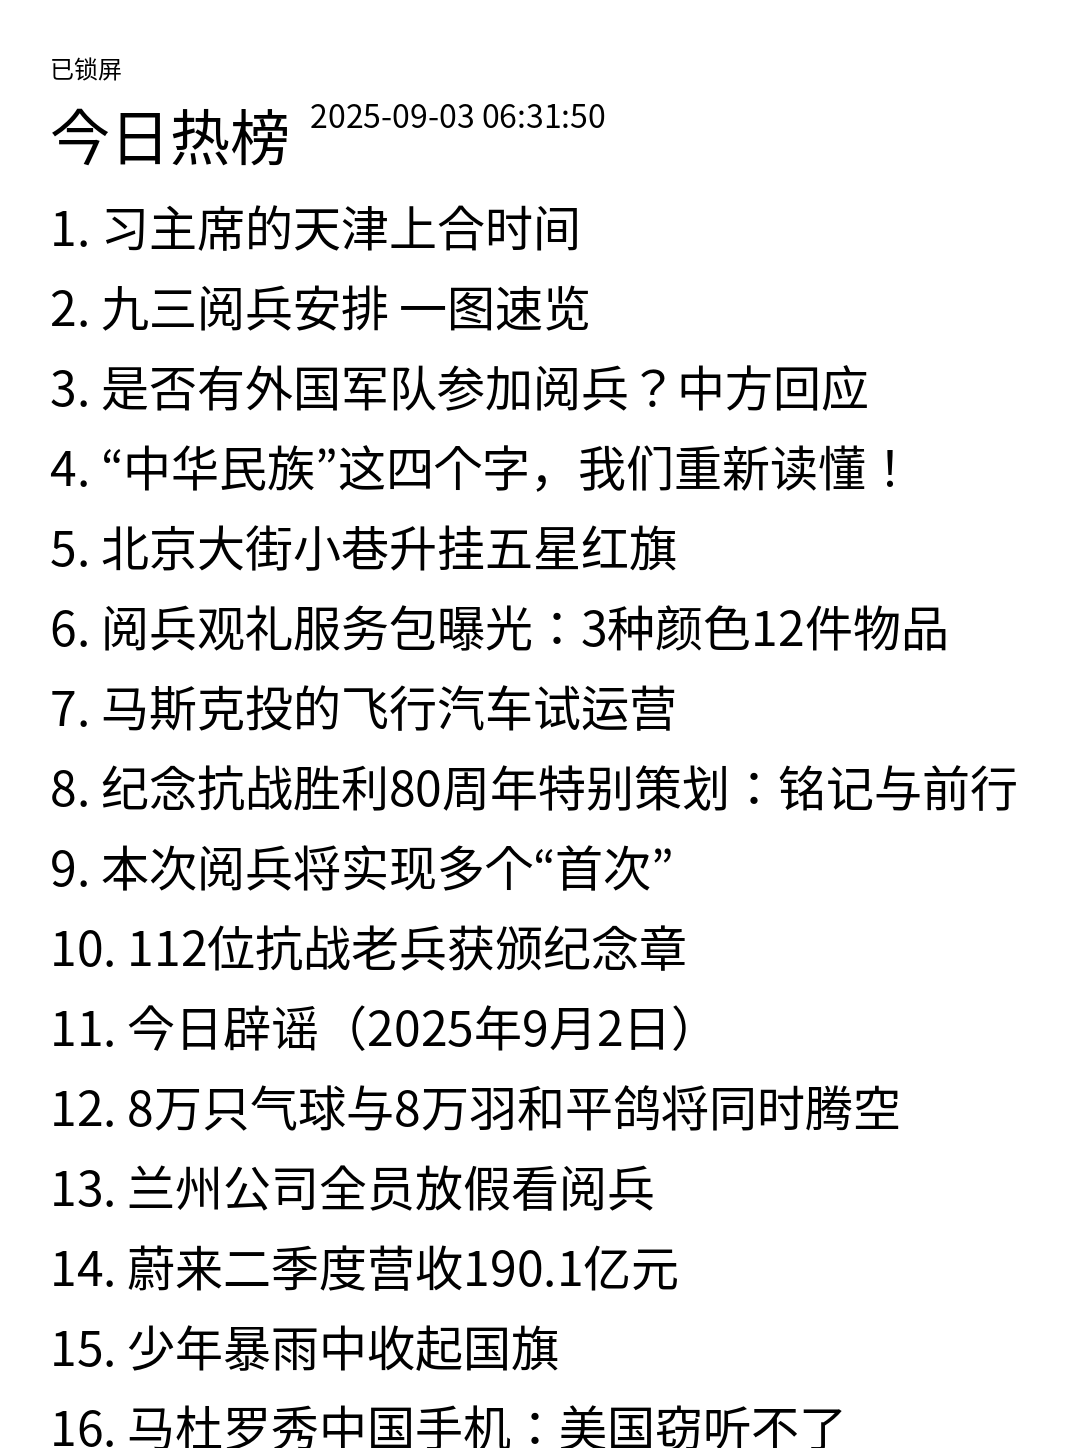 已锁屏
今日热榜 2025-09-03 06:31:50
1. 习主席的天津上合时间
2. 九三阅兵安排 一图速览
3. 是否有外国军队参加阅兵？中方回应
4. “中华民族”这四个字，我们重新读懂！
5. 北京大街小巷升挂五星红旗
6. 阅兵观礼服务包曝光：3种颜色12件物品
7. 马斯克投的飞行汽车试运营
8. 纪念抗战胜利80周年特别策划：铭记与前行
9. 本次阅兵将实现多个“首次”
10. 112位抗战老兵获颁纪念章
11. 今日辟谣（2025年9月2日）
12. 8万只气球与8万羽和平鸽将同时腾空
13. 兰州公司全员放假看阅兵
14. 蔚来二季度营收190.1亿元
15. 少年暴雨中收起国旗
16. 马杜罗秀中国手机：美国窃听不了